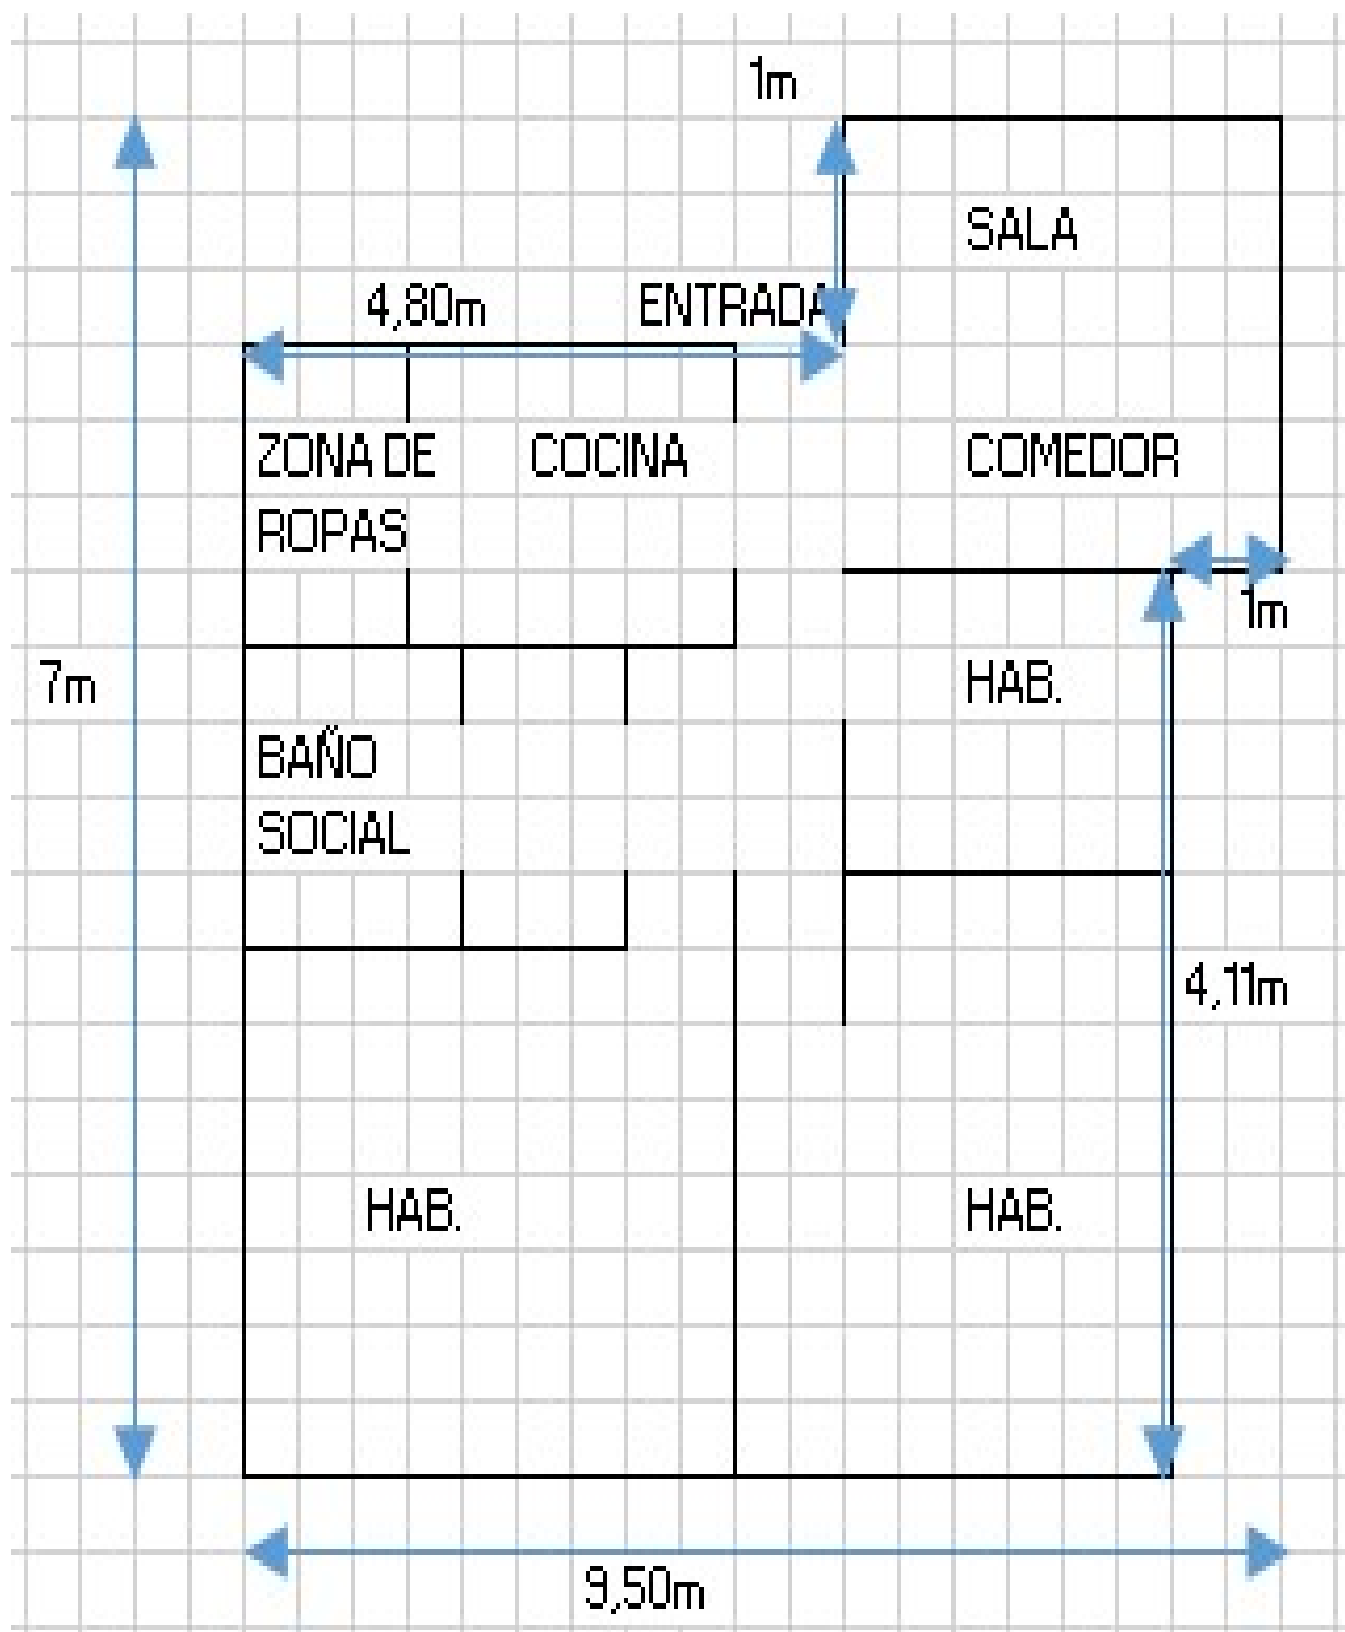 1m
SALA
4,80m
ENTRADA
ZONA DE
ROPAS
COCINA
COMEDOR
1m
7m
HAB.
BAÑO
SOCIAL
4,11m
HAB.
HAB.
9,50m